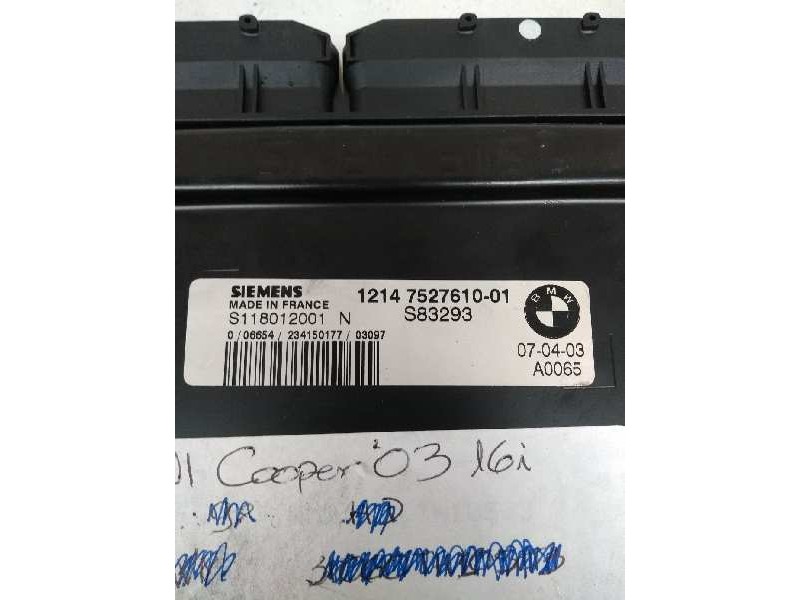 SIEMENS
MADE IN FRANCE
S118012001 N
0 / 06654 / 234150177 / 03097
1214 7527610-01
S83293
BMW
07-04-03
A0065
Cooper '03 16i